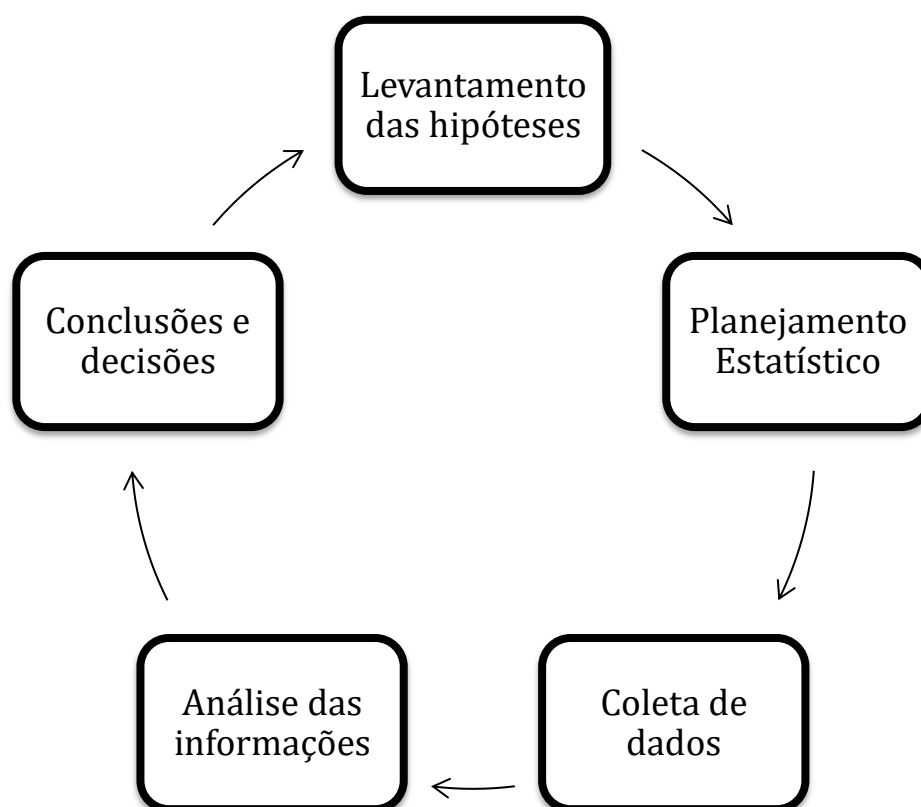 Levantamento
das hipóteses
Planejamento
Estatístico
Coleta de
dados
Análise das
informações
Conclusões e
decisões